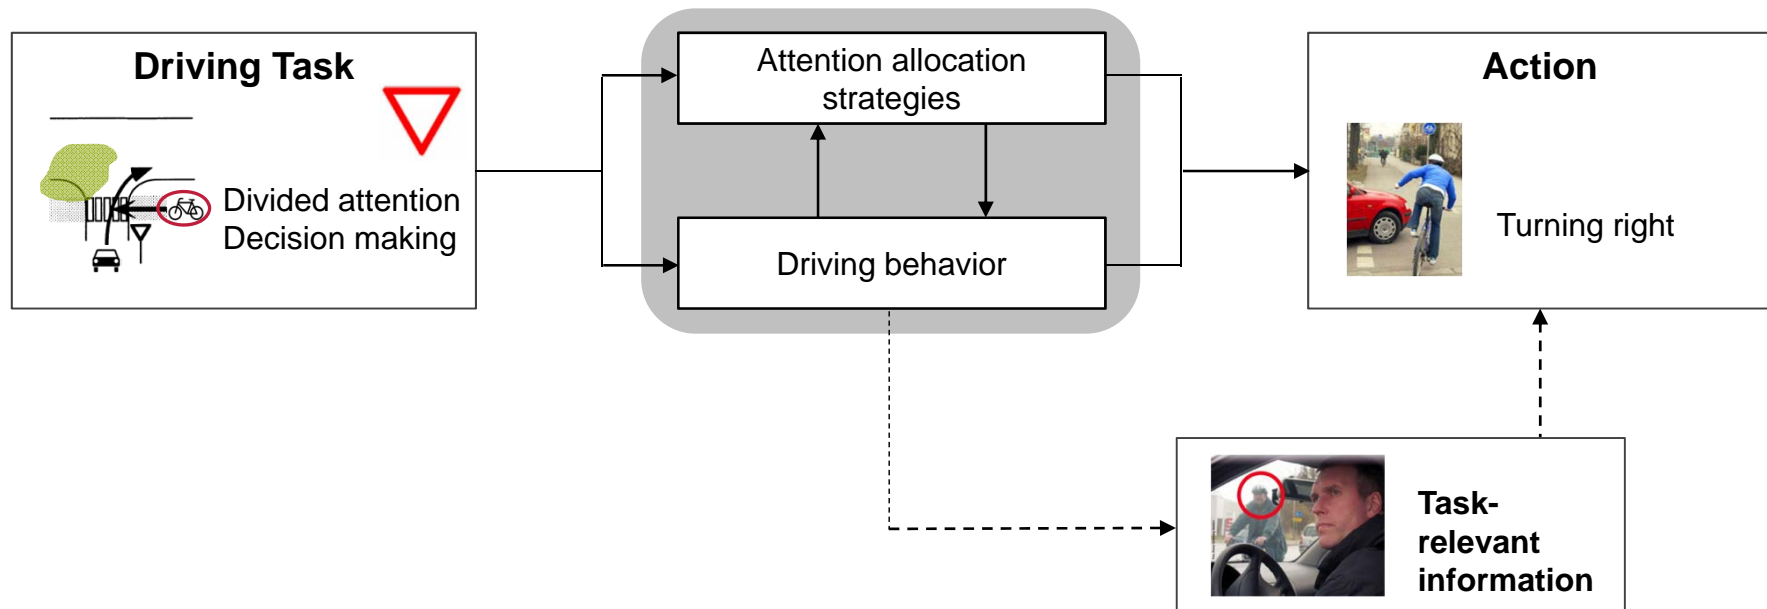 Driving Task
Divided attention
Decision making
Attention allocation
strategies
Driving behavior
Action
Turning right
Task-
relevant
information